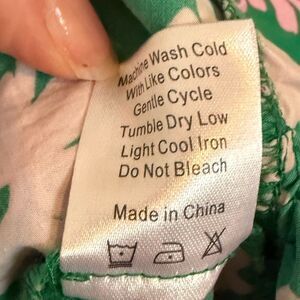 Machine Wash Cold
With Like Colors
Gentle Cycle
Tumble Dry Low
Light Cool Iron
Do Not Bleach
Made in China